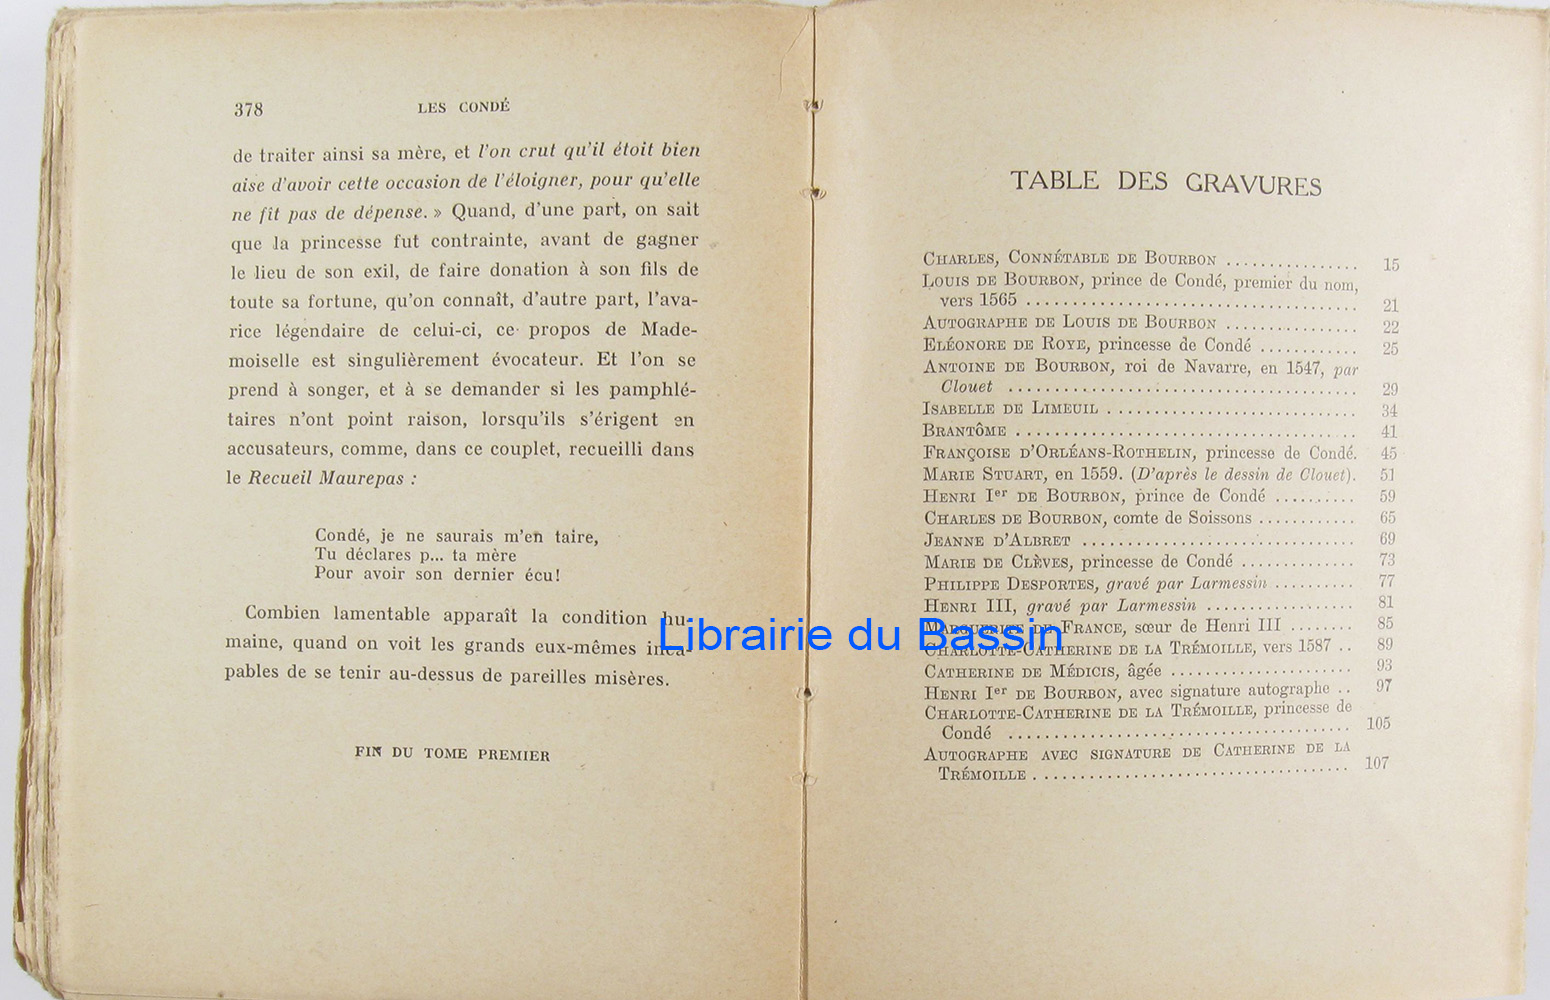 378 LES CONDÉ
de traiter ainsi sa mère, et l'on crut qu'il étoit bien
aise d'avoir cette occasion de l'éloigner, pour qu'elle
ne fît pas de dépense. » Quand, d'une part, on sait
que la princesse fut contrainte, avant de gagner
le lieu de son exil, de faire donation à son fils de
toute sa fortune, qu'on connaît, d'autre part, l'ava-
rice légendaire de celui-ci, ce propos de Made-
moiselle est singulièrement évocateur. Et l'on se
prend à songer, et à se demander si les pamphlé-
taires n'ont point raison, lorsqu'ils s'érigent en
accusateurs, comme, dans ce couplet, recueilli dans
le Recueil Maurepas :
Condé, je ne saurais m'en taire,
Tu déclares p... ta mère
Pour avoir son dernier écu!
Combien lamentable apparaît la condition hu-
maine, quand on voit les grands eux-mêmes inca-
pables de se tenir au-dessus de pareilles misères.
FIN DU TOME PREMIER
Librairie du Bassin
TABLE DES GRAVURES
CHARLES, CONNÉTABLE DE BOURBON ................ 15
LOUIS DE BOURBON, prince de Condé, premier du nom,
vers 1565 .................................... 21
AUTOGRAPHE DE LOUIS DE BOURBON ............... 22
ELÉONORE DE ROYE, princesse de Condé ............ 25
ANTOINE DE BOURBON, roi de Navarre, en 1547, par
Clouet ...................................... 29
ISABELLE DE LIMEUIL ............................ 34
BRANTÔME ...................................... 41
FRANÇOISE D'ORLÉANS-ROTHELIN, princesse de Condé. 45
MARIE STUART, en 1559. (D'après le dessin de Clouet). 51
HENRI Ier DE BOURBON, prince de Condé .......... 59
CHARLES DE BOURBON, comte de Soissons ............ 65
JEANNE D'ALBRET ............................... 69
MARIE DE CLÈVES, princesse de Condé .............. 73
PHILIPPE DESPORTES, gravé par Larmessin .......... 77
HENRI III, gravé par Larmessin .................. 81
MARGUERITE DE FRANCE, sœur de Henri III ........ 85
CHARLOTTE-CATHERINE DE LA TRÉMOILLE, vers 1587 .. 89
CATHERINE DE MÉDICIS, âgée ...................... 93
HENRI Ier DE BOURBON, avec signature autographe .. 97
CHARLOTTE-CATHERINE DE LA TRÉMOILLE, princesse de
Condé ...................................... 105
AUTOGRAPHE AVEC SIGNATURE DE CATHERINE DE LA
TRÉMOILLE .................................... 107